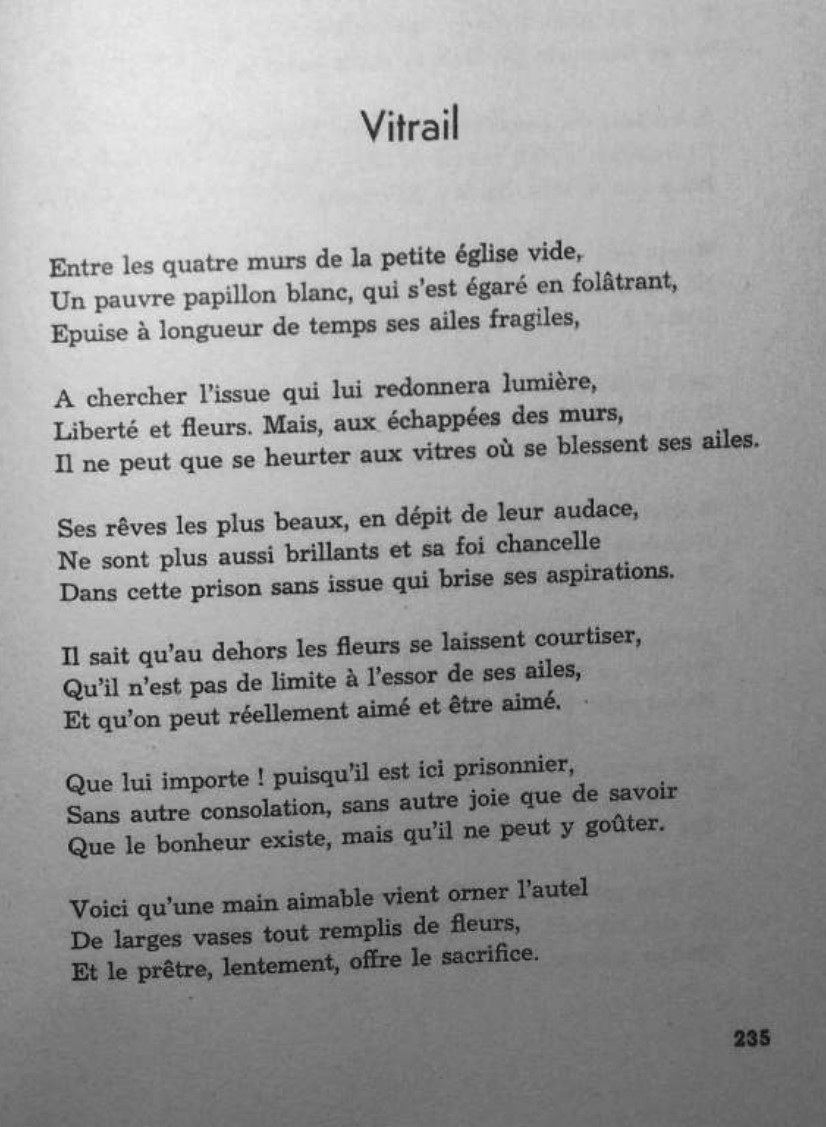 Vitrail
Entre les quatre murs de la petite église vide,
Un pauvre papillon blanc, qui s'est égaré en folâtrant,
Epuise à longueur de temps ses ailes fragiles,
A chercher l'issue qui lui redonnera lumière,
Liberté et fleurs. Mais, aux échappées des murs,
Il ne peut que se heurter aux vitres où se blessent ses ailes.
Ses rêves les plus beaux, en dépit de leur audace,
Ne sont plus aussi brillants et sa foi chancelle
Dans cette prison sans issue qui brise ses aspirations.
Il sait qu'au dehors les fleurs se laissent courtiser,
Qu'il n'est pas de limite à l'essor de ses ailes,
Et qu'on peut réellement aimé et être aimé.
Que lui importe ! puisqu'il est ici prisonnier,
Sans autre consolation, sans autre joie que de savoir
Que le bonheur existe, mais qu'il ne peut y goûter.
Voici qu'une main aimable vient orner l'autel
De larges vases tout remplis de fleurs,
Et le prêtre, lentement, offre le sacrifice.
235